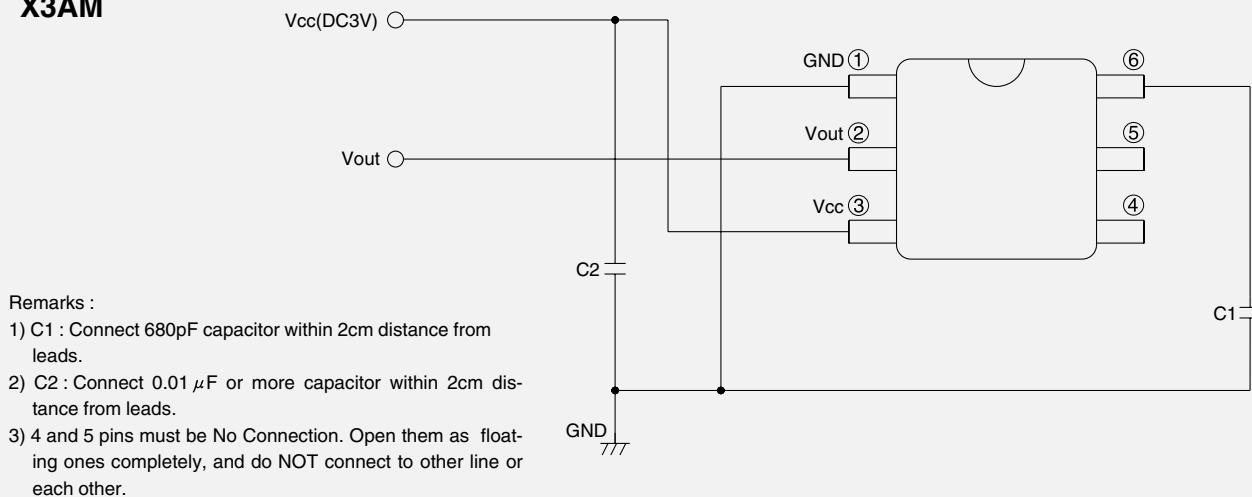 X3AM
Vcc(DC3V)
GND ①
⑥
Vout ②
⑤
Vout
Vcc ③
④
C2
C1
GND
Remarks :
1) C1 : Connect 680pF capacitor within 2cm distance from
leads.
2) C2 : Connect 0.01 μF or more capacitor within 2cm dis-
tance from leads.
3) 4 and 5 pins must be No Connection. Open them as float-
ing ones completely, and do NOT connect to other line or
each other.